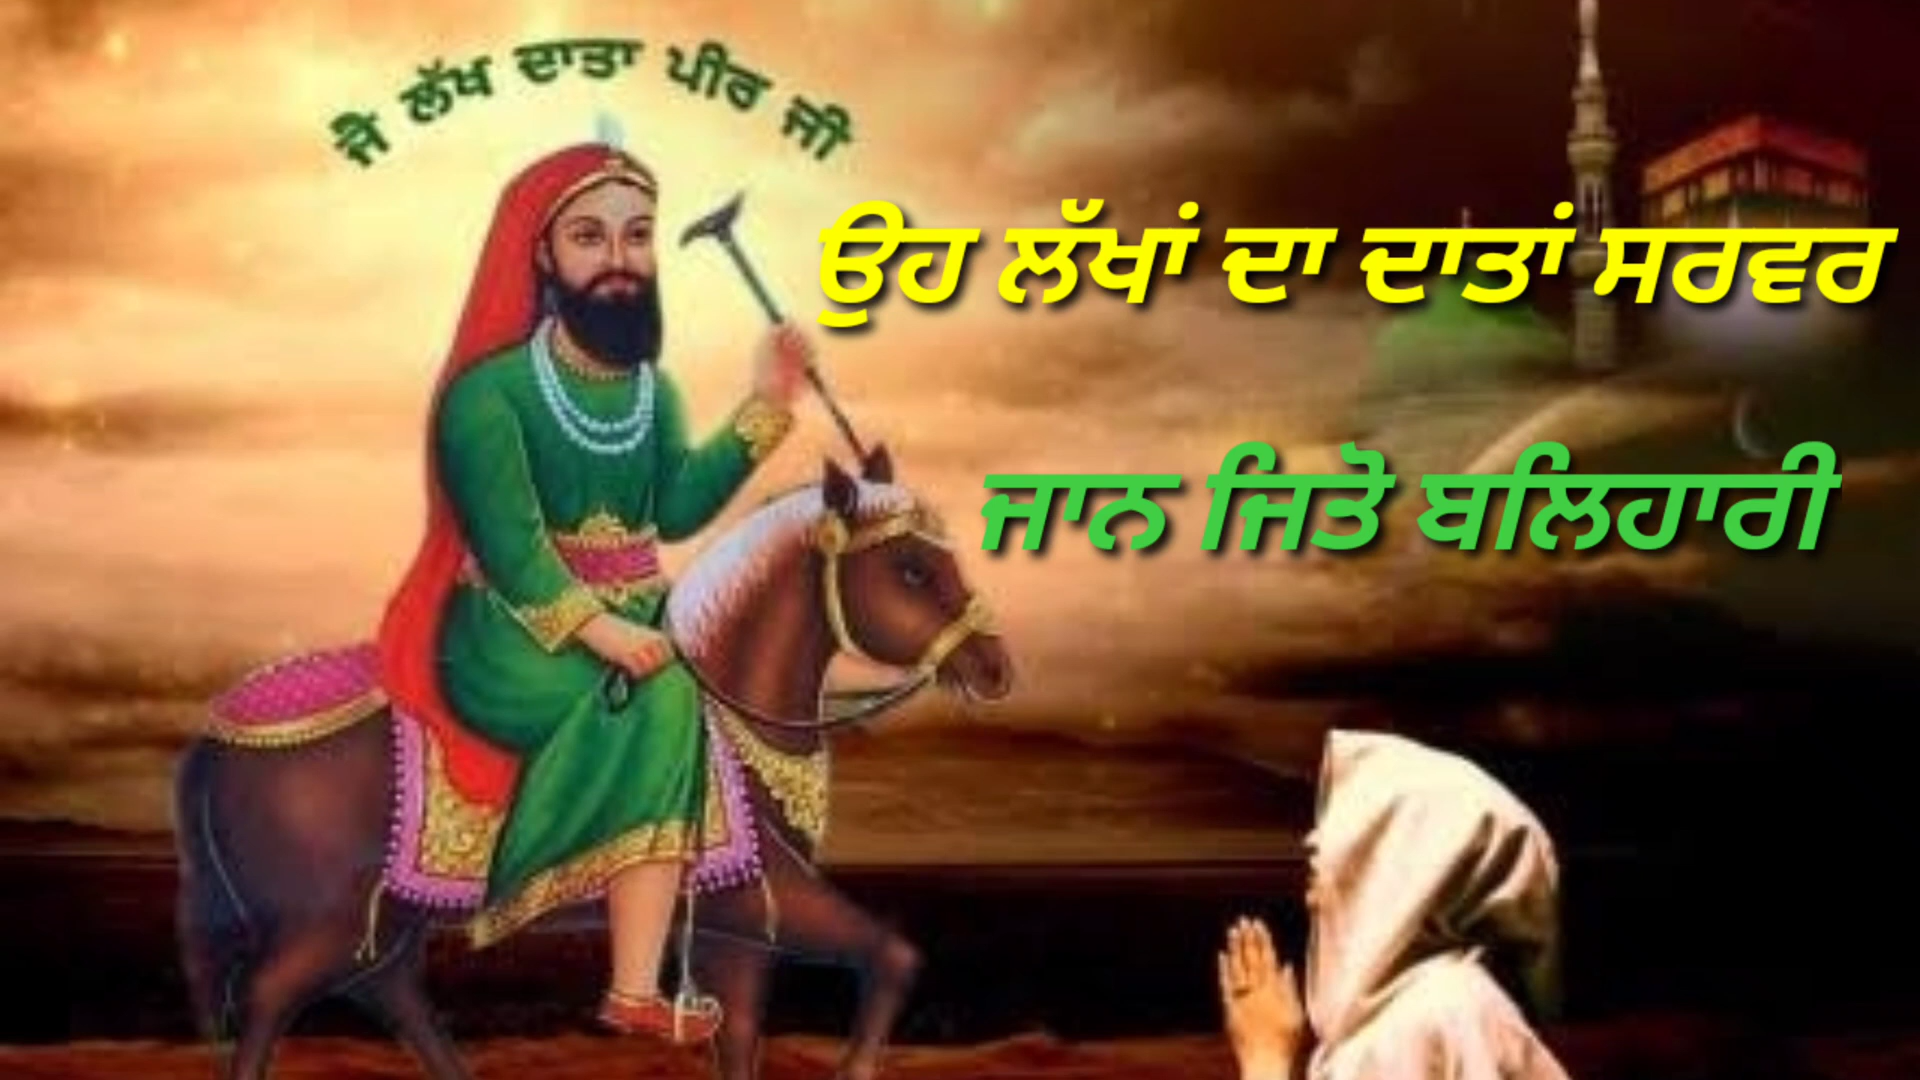 ਜੈ ਲੱਖ ਦਾਤਾ ਪੀਰ ਜੀ
ਉਹ ਲੱਖਾਂ ਦਾ ਦਾਤਾਂ ਸਰਵਰ
ਜਾਨ ਜਿਤੋ ਬਲਿਹਾਰੀ